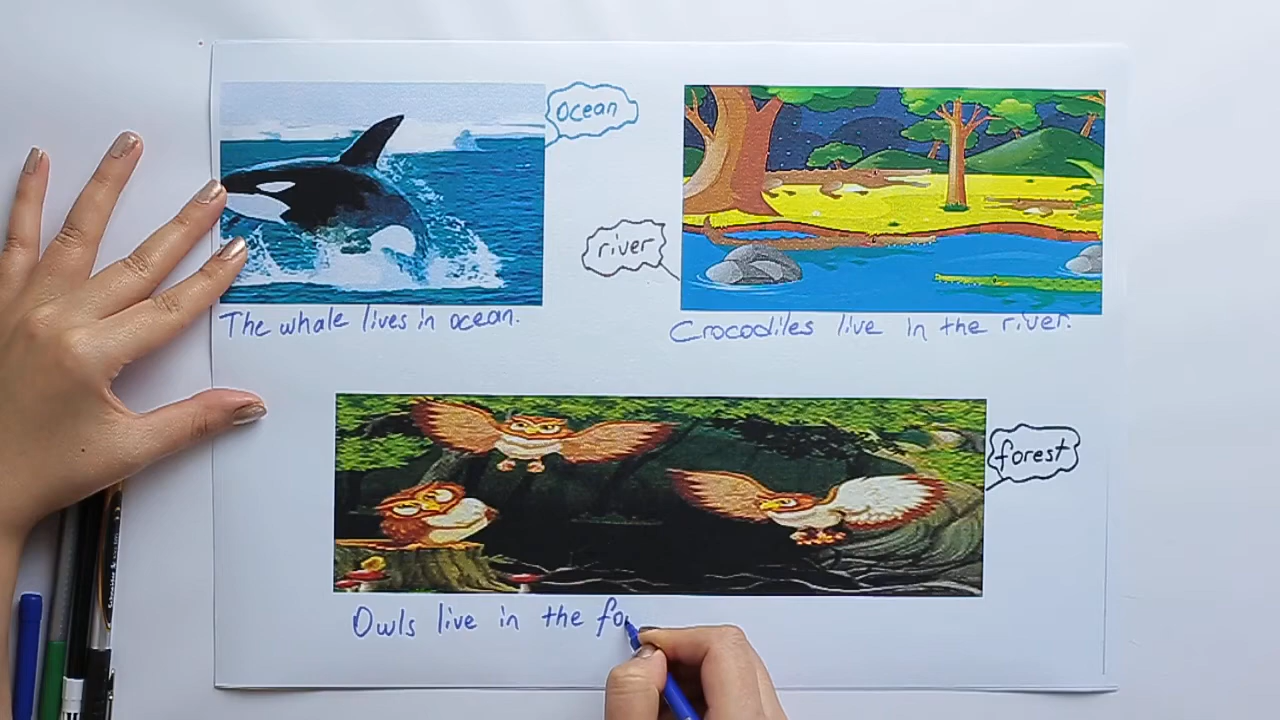 ocean
The whale lives in ocean.
river
Crocodiles live in the river.
forest
Owls live in the fo